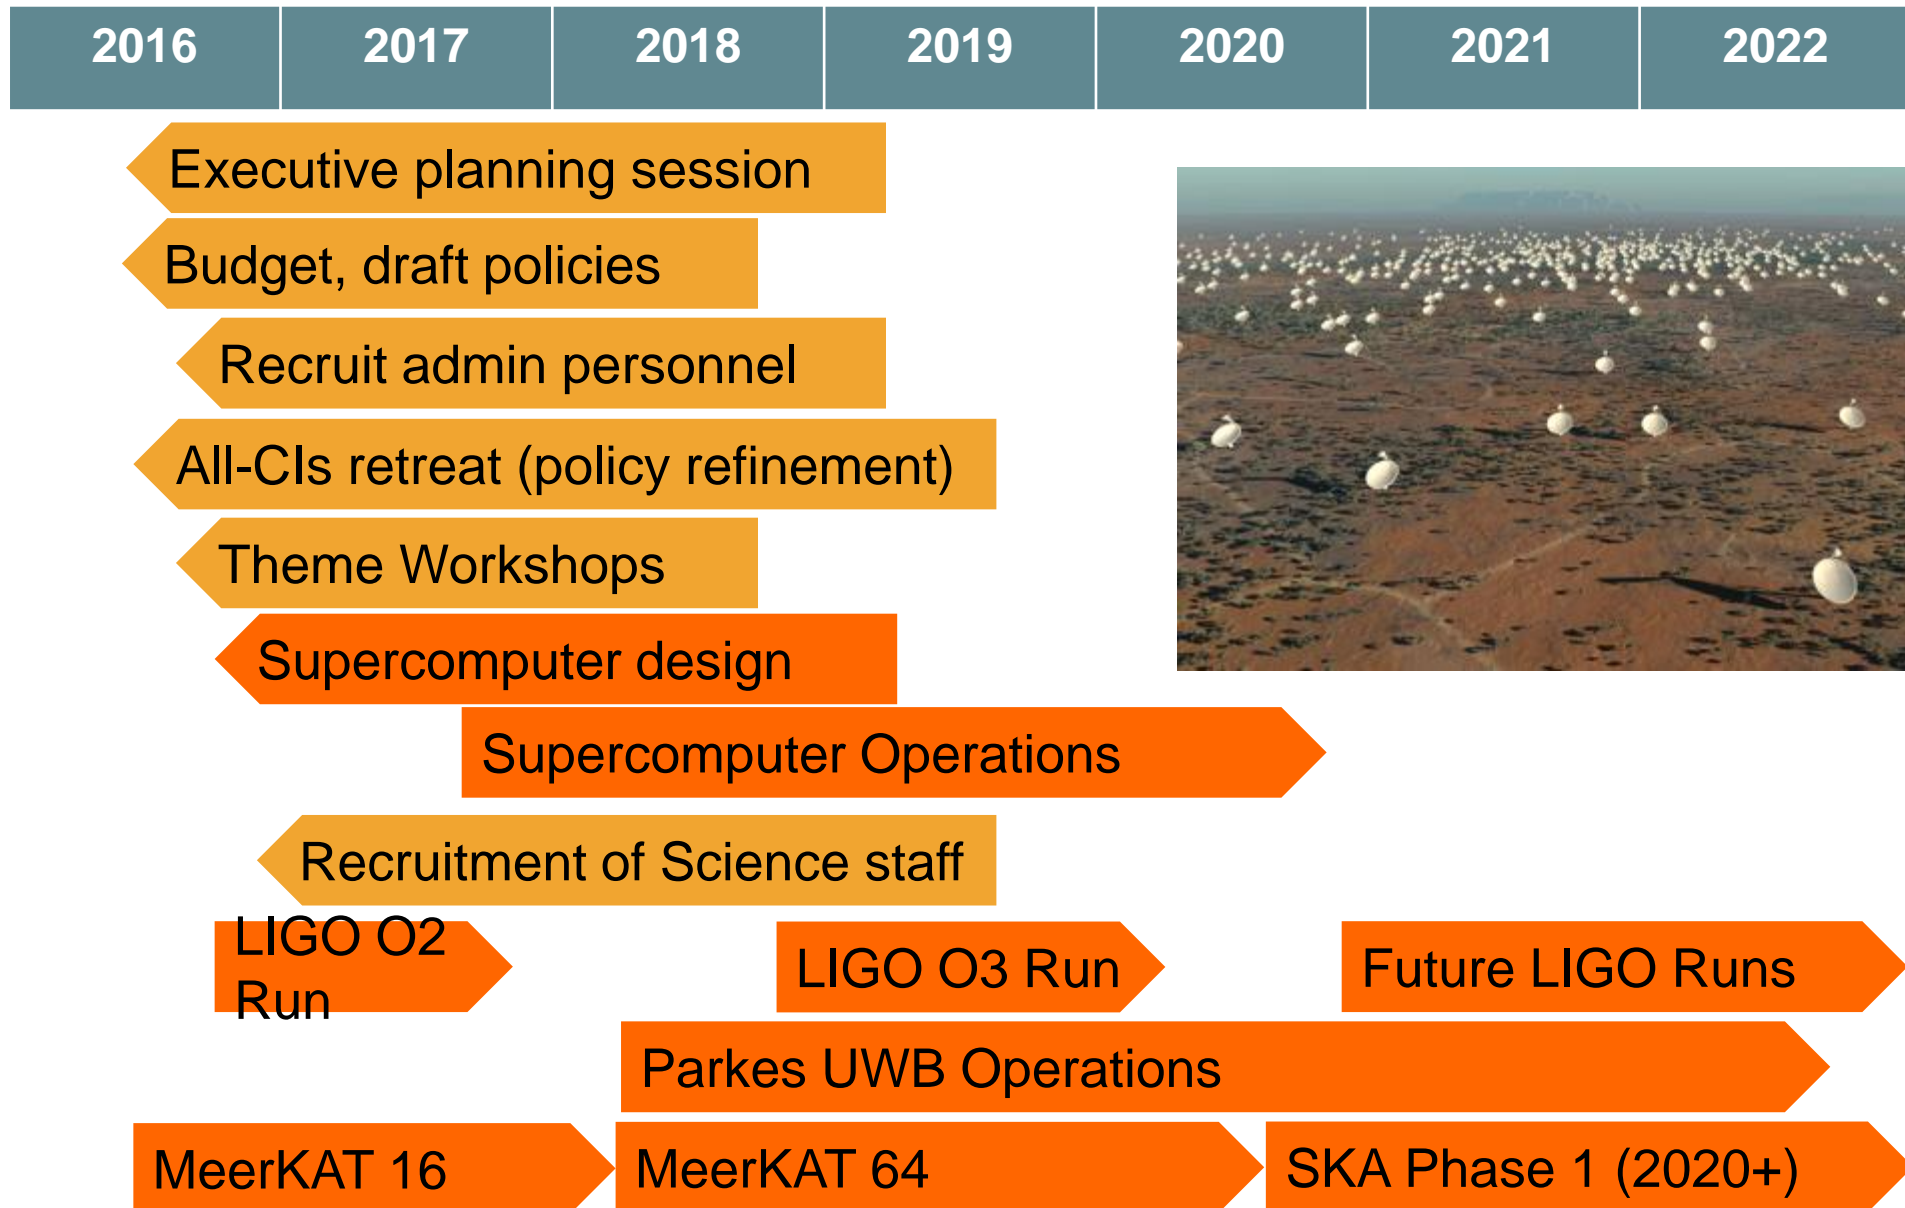 2016 2017 2018 2019 2020 2021 2022
Executive planning session
Budget, draft policies
Recruit admin personnel
All-CIs retreat (policy refinement)
Theme Workshops
Supercomputer design
Supercomputer Operations
Recruitment of Science staff
LIGO O2
Run
LIGO O3 Run
Future LIGO Runs
Parkes UWB Operations
MeerKAT 16
MeerKAT 64
SKA Phase 1 (2020+)